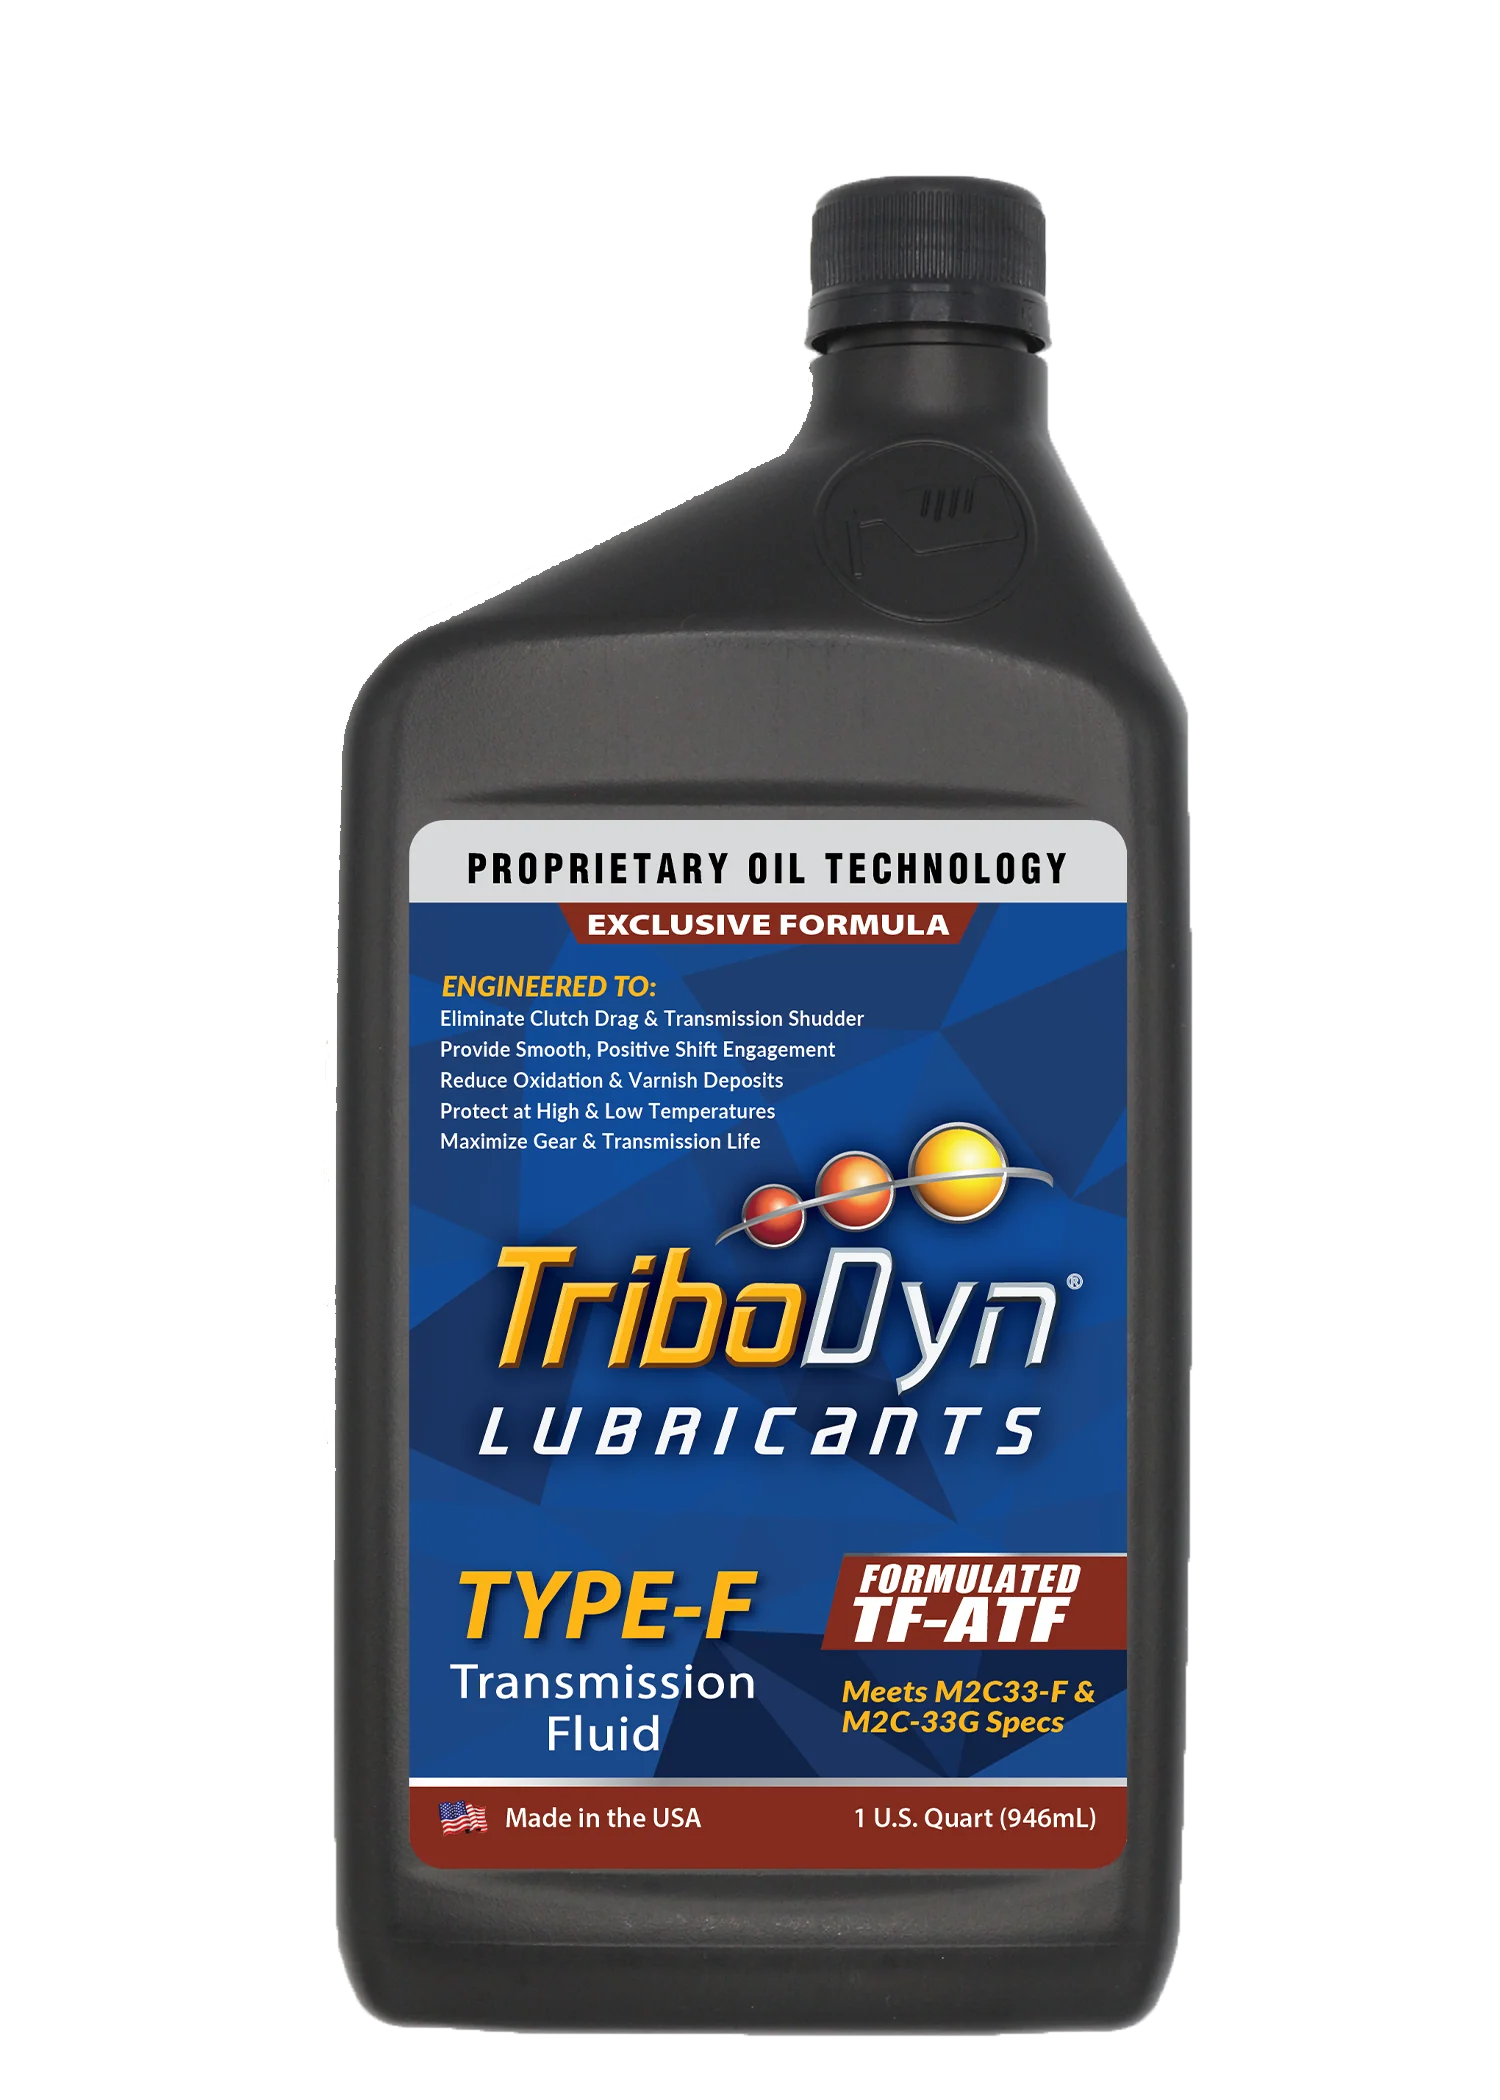 PROPRIETARY OIL TECHNOLOGY
EXCLUSIVE FORMULA
ENGINEERED TO:
Eliminate Clutch Drag & Transmission Shudder
Provide Smooth, Positive Shift Engagement
Reduce Oxidation & Varnish Deposits
Protect at High & Low Temperatures
Maximize Gear & Transmission Life
TriboDyn®
LUBRICANTS
TYPE-F
Transmission
Fluid
FORMULATED
TF-ATF
Meets M2C33-F &
M2C-33G Specs
Made in the USA
1 U.S. Quart (946mL)